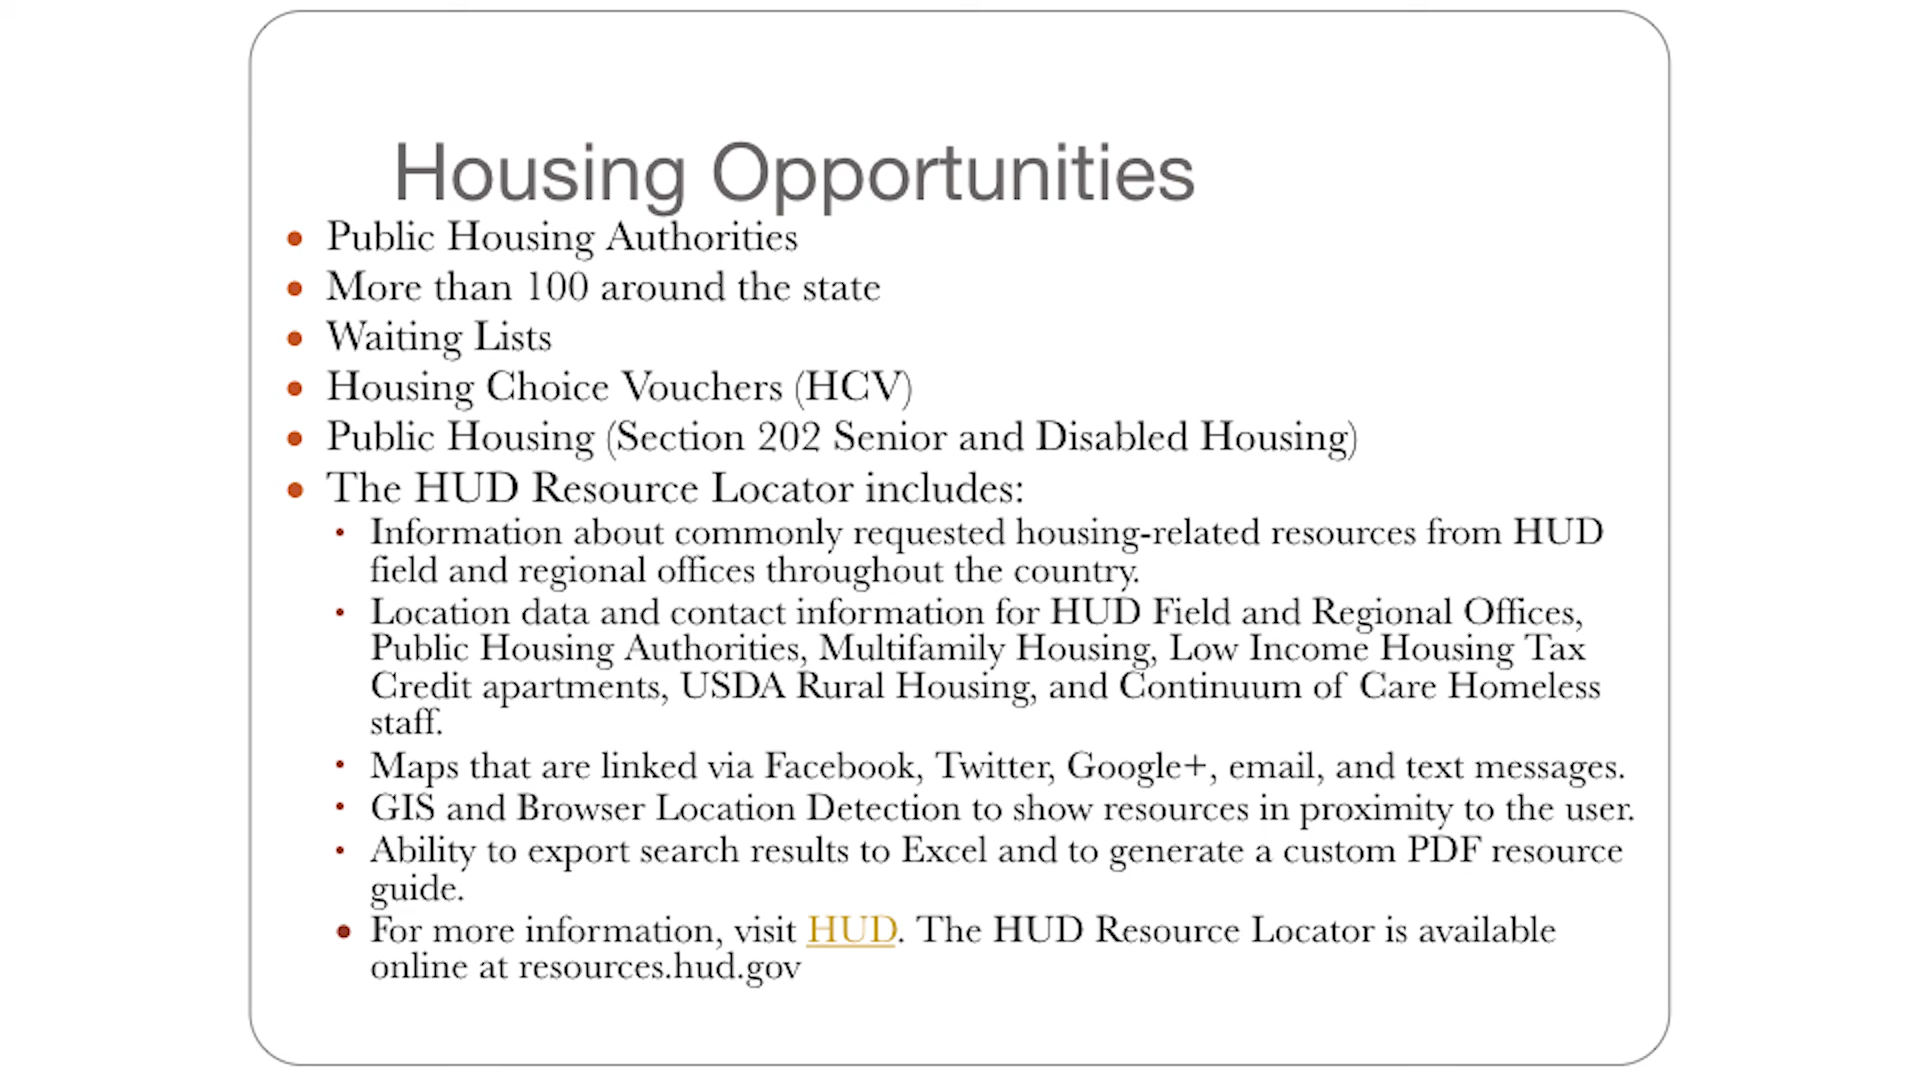 Housing Opportunities
• Public Housing Authorities
• More than 100 around the state
• Waiting Lists
• Housing Choice Vouchers (HCV)
• Public Housing (Section 202 Senior and Disabled Housing)
• The HUD Resource Locator includes:
• Information about commonly requested housing-related resources from HUD
field and regional offices throughout the country.
• Location data and contact information for HUD Field and Regional Offices,
Public Housing Authorities, Multifamily Housing, Low Income Housing Tax
Credit apartments, USDA Rural Housing, and Continuum of Care Homeless
staff.
• Maps that are linked via Facebook, Twitter, Google+, email, and text messages.
• GIS and Browser Location Detection to show resources in proximity to the user.
• Ability to export search results to Excel and to generate a custom PDF resource
guide.
• For more information, visit HUD. The HUD Resource Locator is available
online at resources.hud.gov